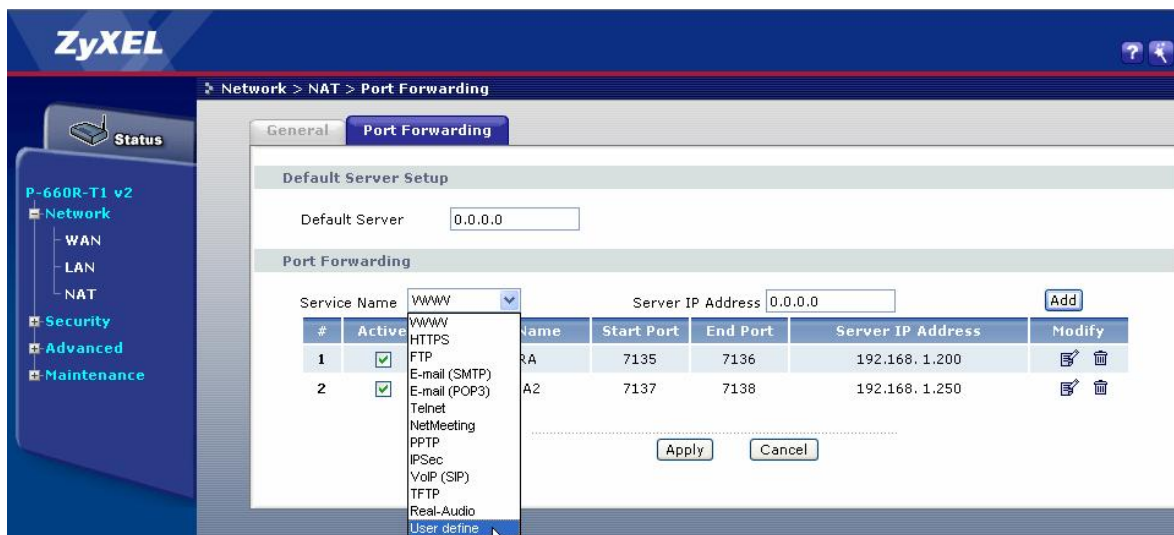 ZyXEL
Network > NAT > Port Forwarding
Status
P-660R-T1 v2
Network
WAN
LAN
NAT
Security
Advanced
Maintenance
General
Port Forwarding
Default Server Setup
Default Server 0.0.0.0
Port Forwarding
Service Name WWW Server IP Address 0.0.0.0 Add
WWW
HTTPS
FTP
E-mail (SMTP)
E-mail (POP3)
Telnet
NetMeeting
PPTP
IPSec
VoIP (SIP)
TFTP
Real-Audio
User define
# Active Name Start Port End Port Server IP Address Modify
1 RA 7135 7136 192.168. 1.200
2 A2 7137 7138 192.168. 1.250
Apply Cancel